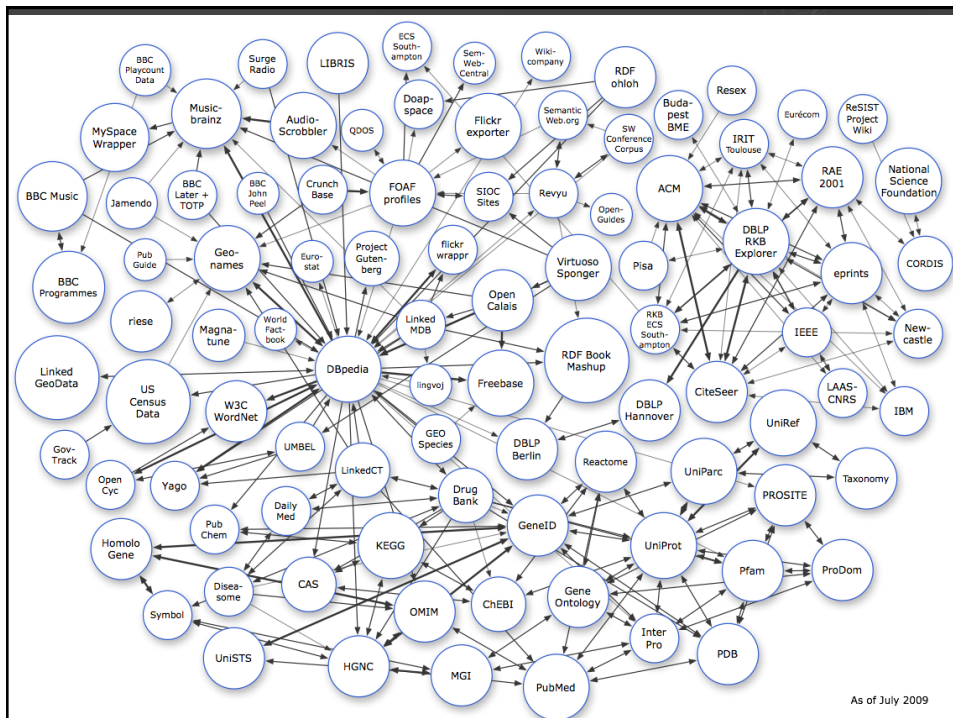 BBC
Playcount
Data
Surge
Radio
LIBRIS
ECS
South-
ampton
Sem-
Web-
Central
Wiki-
company
RDF
ohloh
Music-
brainz
Doap-
space
Flickr
exporter
Semantic
Web.org
Buda-
pest
BME
Resex
Eurécom
ReSIST
Project
Wiki
MySpace
Wrapper
Audio-
Scrobbler
QDOS
SW
Conference
Corpus
IRIT
Toulouse
RAE
2001
National
Science
Foundation
BBC Music
Jamendo
BBC
Later +
TOTP
BBC
John
Peel
Crunch
Base
FOAF
profiles
SIOC
Sites
Revyu
Open-
Guides
ACM
DBLP
RKB
Explorer
BBC
Programmes
Pub
Guide
Geo-
names
Euro-
stat
Project
Guten-
berg
flickr
wrappr
Virtuoso
Sponger
Pisa
eprints
CORDIS
riese
Magna-
tune
World
Fact-
book
Linked
MDB
Open
Calais
RKB
ECS
South-
ampton
IEEE
New-
castle
Linked
GeoData
US
Census
Data
W3C
WordNet
DBpedia
lingvoj
Freebase
RDF Book
Mashup
DBLP
Hannover
CiteSeer
LAAS-
CNRS
IBM
Gov-
Track
Open
Cyc
Yago
UMBEL
LinkedCT
GEO
Species
DBLP
Berlin
Reactome
UniParc
UniRef
Taxonomy
PROSITE
Daily
Med
Drug
Bank
Homolo
Gene
Pub
Chem
KEGG
GeneID
UniProt
Pfam
ProDom
Symbol
Disea-
some
CAS
OMIM
ChEBI
Gene
Ontology
Inter
Pro
PDB
UniSTS
HGNC
MGI
PubMed
As of July 2009